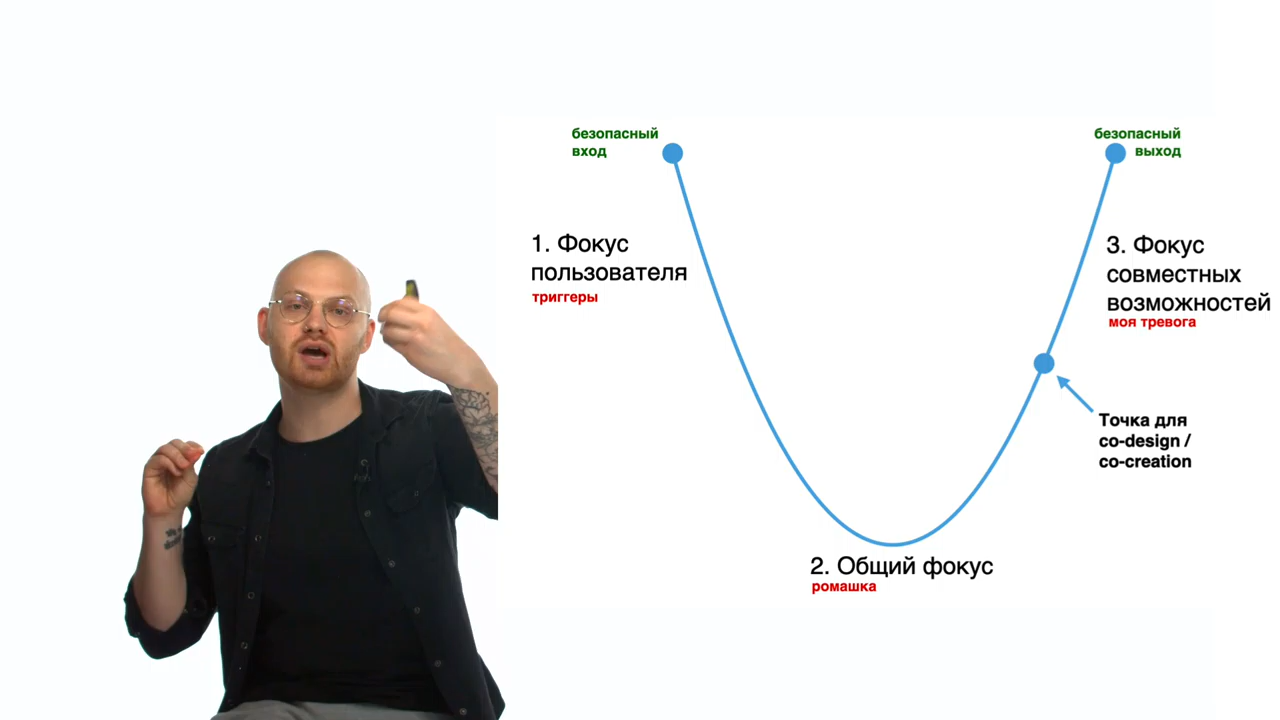 безопасный
вход
безопасный
выход
1. Фокус
пользователя
триггеры
3. Фокус
совместных
возможностей
моя тревога
Точка для
co-design /
co-creation
2. Общий фокус
ромашка